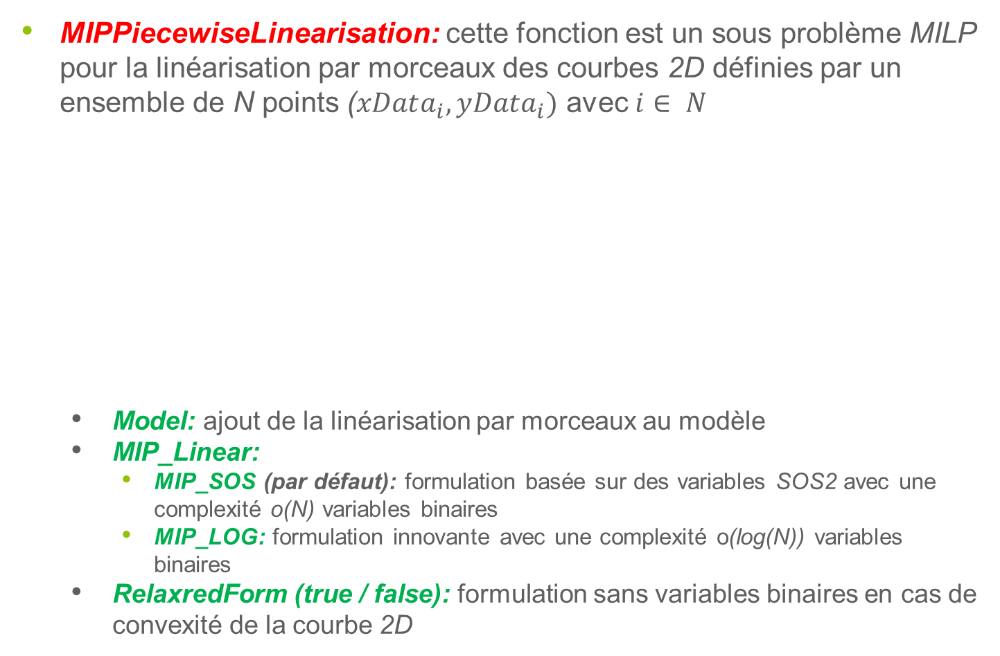 • MIPPiecewiseLinearisation: cette fonction est un sous problème MILP
pour la linéarisation par morceaux des courbes 2D définies par un
ensemble de N points (xData_i, yData_i) avec i ∈ N
• Model: ajout de la linéarisation par morceaux au modèle
• MIP_Linear:
• MIP_SOS (par défaut): formulation basée sur des variables SOS2 avec une
complexité o(N) variables binaires
• MIP_LOG: formulation innovante avec une complexité o(log(N)) variables
binaires
• RelaxredForm (true / false): formulation sans variables binaires en cas de
convexité de la courbe 2D